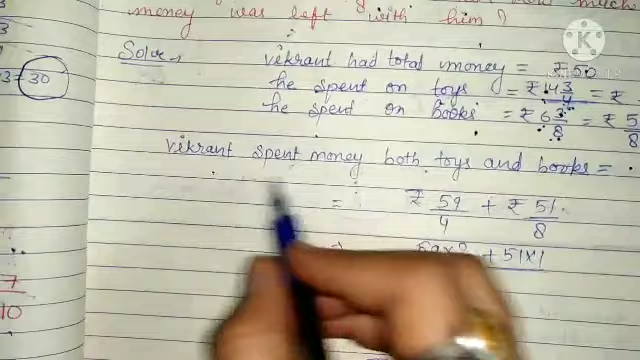 much
money was left with him?
Solve
vikrant had total money = ₹50
3 = 30
he spent on toys = ₹ 14 3/4 = ₹
he spent on books = ₹ 6 3/8 = ₹ 5 /8
vikrant spent money both toys and books =
= ₹ 59/4 + ₹ 51/8
59×2 + 51×1
7/10